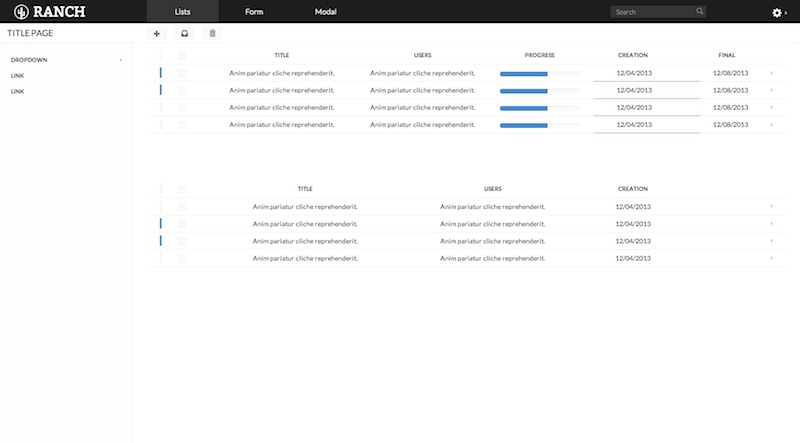 RANCH Lists Form Modal Search
TITLE PAGE
DROPDOWN
LINK
LINK
TITLE USERS PROGRESS CREATION FINAL
Anim pariatur cliche reprehenderit. Anim pariatur cliche reprehenderit. 12/04/2013 12/08/2013
Anim pariatur cliche reprehenderit. Anim pariatur cliche reprehenderit. 12/04/2013 12/08/2013
Anim pariatur cliche reprehenderit. Anim pariatur cliche reprehenderit. 12/04/2013 12/08/2013
Anim pariatur cliche reprehenderit. Anim pariatur cliche reprehenderit. 12/04/2013 12/08/2013
TITLE USERS CREATION
Anim pariatur cliche reprehenderit. Anim pariatur cliche reprehenderit. 12/04/2013
Anim pariatur cliche reprehenderit. Anim pariatur cliche reprehenderit. 12/04/2013
Anim pariatur cliche reprehenderit. Anim pariatur cliche reprehenderit. 12/04/2013
Anim pariatur cliche reprehenderit. Anim pariatur cliche reprehenderit. 12/04/2013